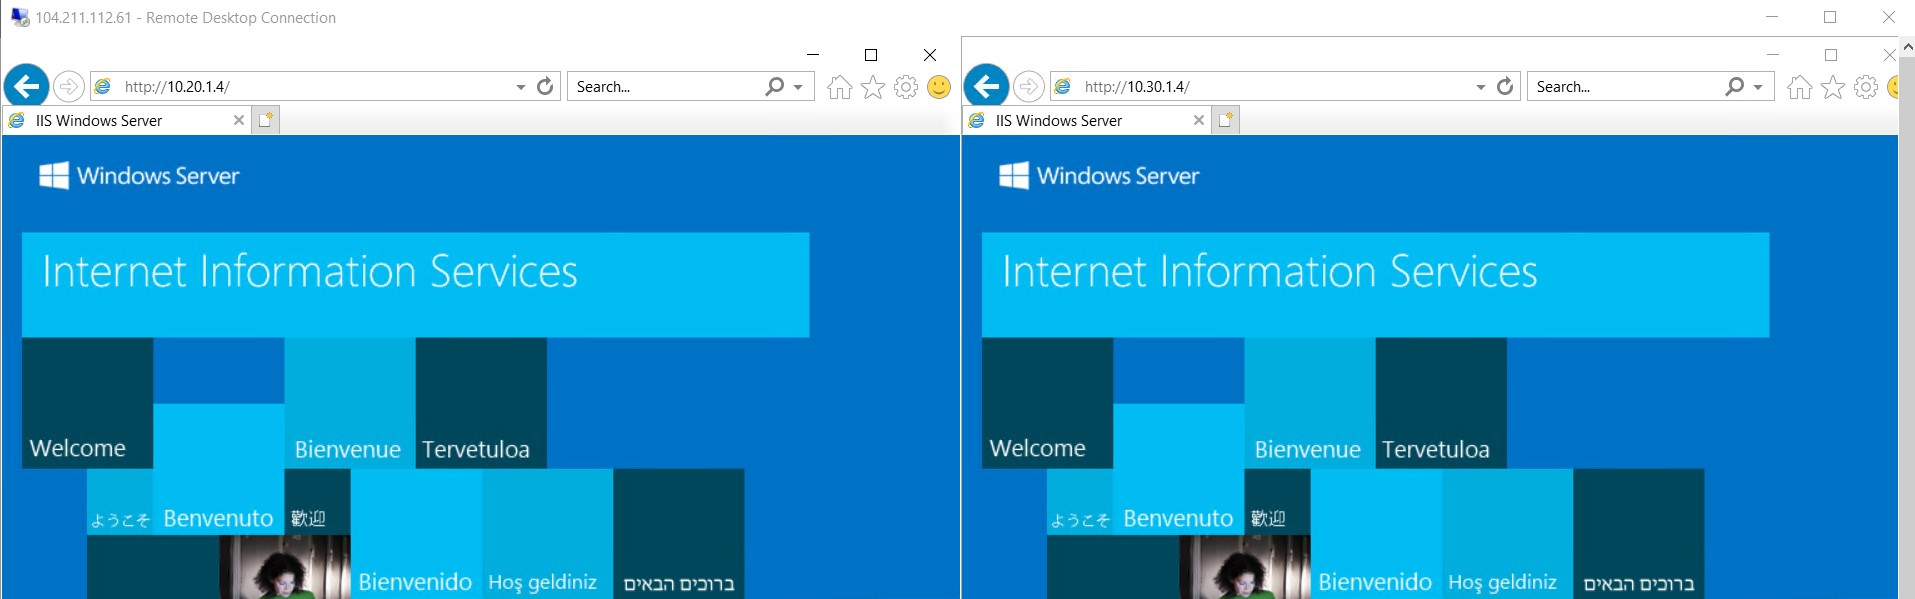 104.211.112.61 - Remote Desktop Connection
http://10.20.1.4/
Search...
IIS Windows Server
Windows Server
Internet Information Services
Welcome
Bienvenue
Tervetuloa
ようこそ
Benvenuto
歡迎
Bienvenido
Hoş geldiniz
ברוכים הבאים
http://10.30.1.4/
Search...
IIS Windows Server
Windows Server
Internet Information Services
Welcome
Bienvenue
Tervetuloa
ようこそ
Benvenuto
歡迎
Bienvenido
Hoş geldiniz
ברוכים הבאים